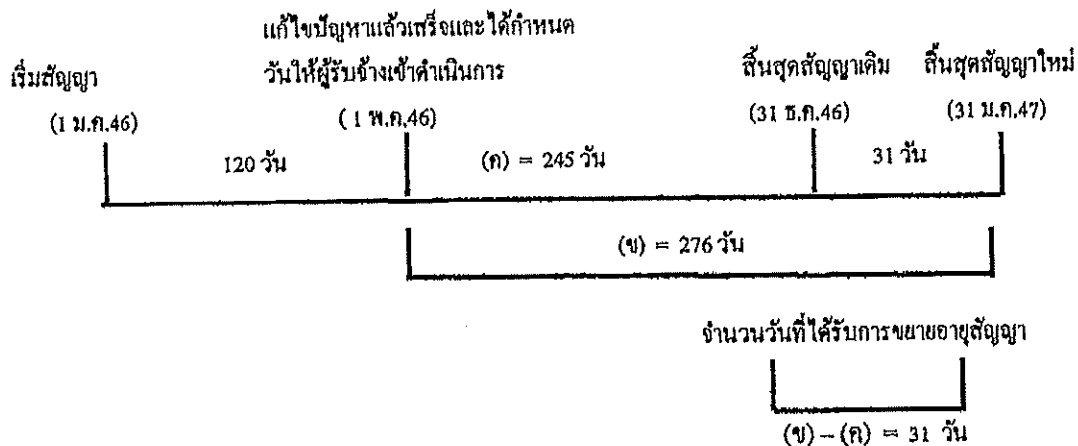 แก้ไขปัญหาแล้วเสร็จและได้กำหนด
วันให้ผู้รับจ้างเข้าดำเนินการ
เริ่มสัญญา
สิ้นสุดสัญญาเดิม
สิ้นสุดสัญญาใหม่
(1 ม.ค.46)
( 1 พ.ค.46)
(31 ธ.ค.46)
(31 ม.ค.47)
120 วัน
(ค) = 245 วัน
31 วัน
(ข) = 276 วัน
จำนวนวันที่ได้รับการขยายอายุสัญญา
(ข) – (ค) = 31 วัน